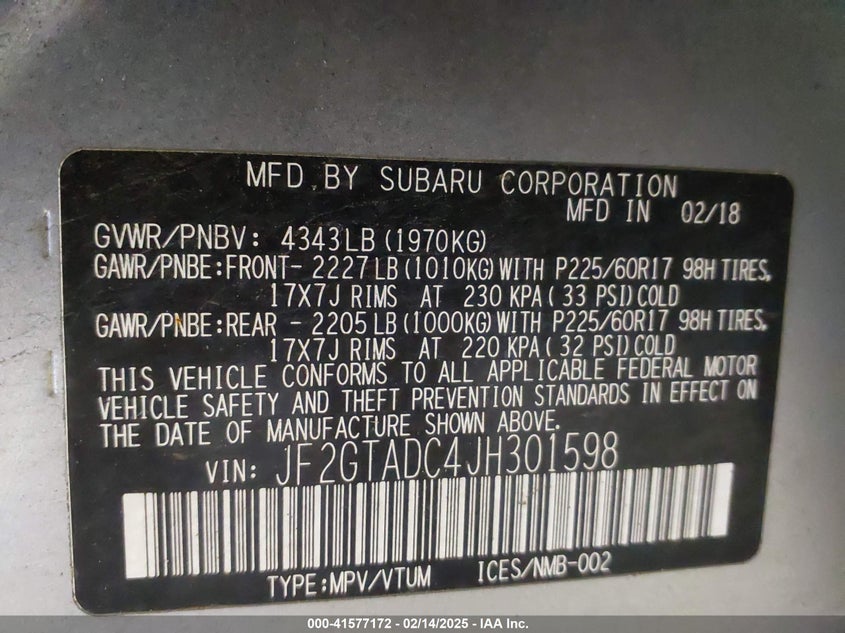 MFD. BY SUBARU CORPORATION
MFD IN 02/18
GVWR/PNBV: 4343LB (1970KG)
GAWR/PNBE:FRONT- 2227 LB (1010KG) WITH P225/60R17 98H TIRES,
17X7J RIMS AT 230 KPA ( 33 PSI) COLD
GAWR/PNBE:REAR - 2205 LB (1000KG) WITH P225/60R17 98H TIRES,
17X7J RIMS AT 220 KPA ( 32 PSI) COLD
THIS VEHICLE CONFORMS TO ALL APPLICABLE FEDERAL MOTOR
VEHICLE SAFETY AND THEFT PREVENTION STANDARDS IN EFFECT ON
THE DATE OF MANUFACTURE SHOWN ABOVE.
VIN: JF2GTADC4JH301598
TYPE:MPV/VTUM ICES/NMB-002
000-41577172 - 02/14/2025 - IAA Inc.